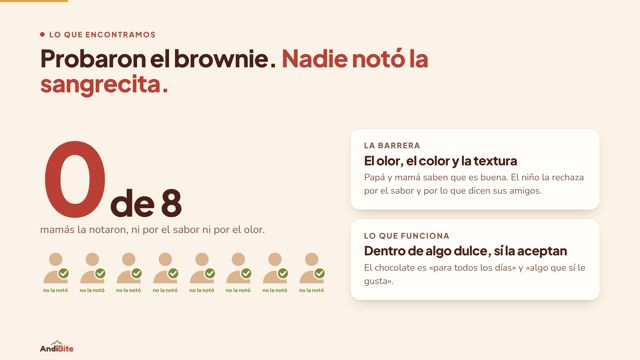 LO QUE ENCONTRAMOS
Probaron el brownie. Nadie notó la
sangrecita.
0 de 8
mamás la notaron, ni por el sabor ni por el olor.
no la notó no la notó no la notó no la notó no la notó no la notó no la notó no la notó
LA BARRERA
El olor, el color y la textura
Papá y mamá saben que es buena. El niño la rechaza
por el sabor y por lo que dicen sus amigos.
LO QUE FUNCIONA
Dentro de algo dulce, sí la aceptan
El chocolate es «para todos los días» y «algo que sí le
gusta».
AndiBite